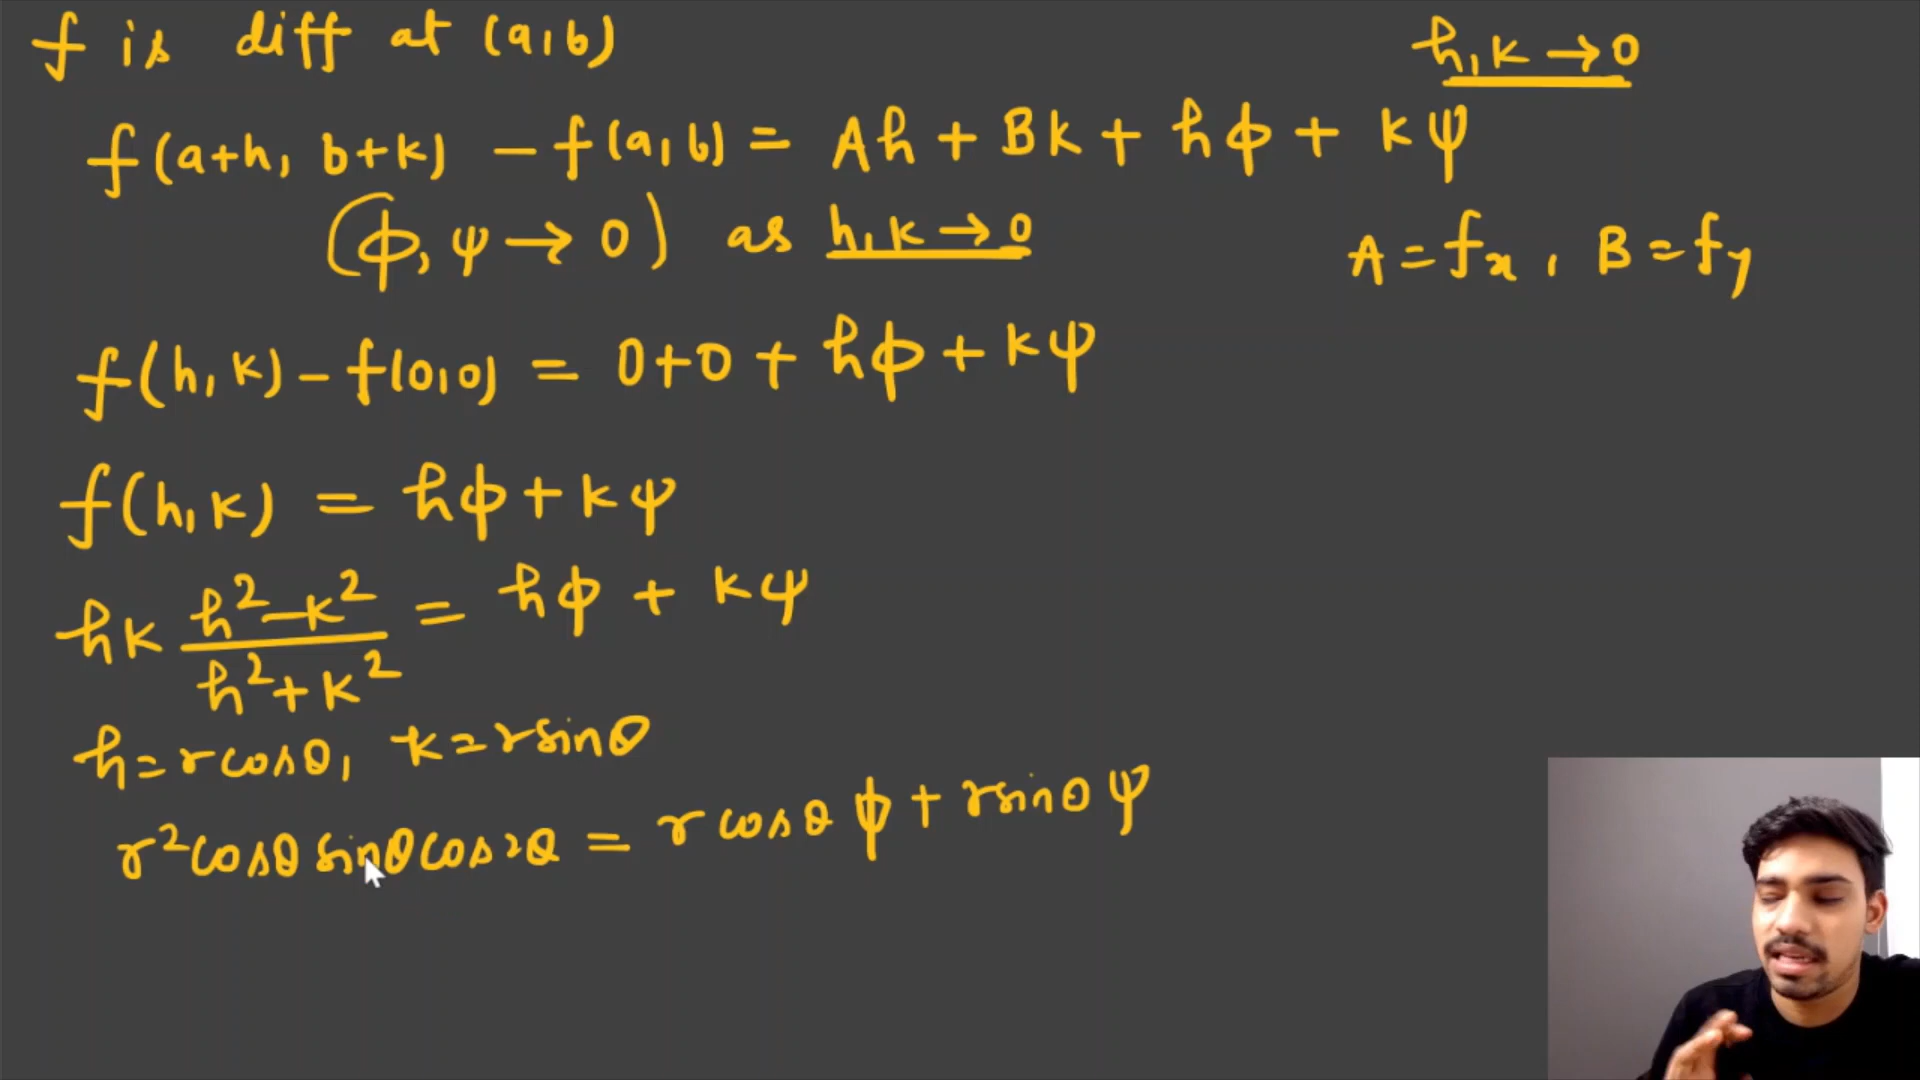 f is diff at (a,b)
h,k → 0
f(a+h, b+k) - f(a,b) = Ah + Bk + hϕ + kψ
(ϕ, ψ → 0) as h,k → 0
A = fx, B = fy
f(h,k) - f(0,0) = 0+0 + hϕ + kψ
f(h,k) = hϕ + kψ
hk (h²-k²)/(h²+k²) = hϕ + kψ
h = r cosθ, k = r sinθ
r² cosθ sinθ cos2θ = r cosθ ϕ + r sinθ ψ